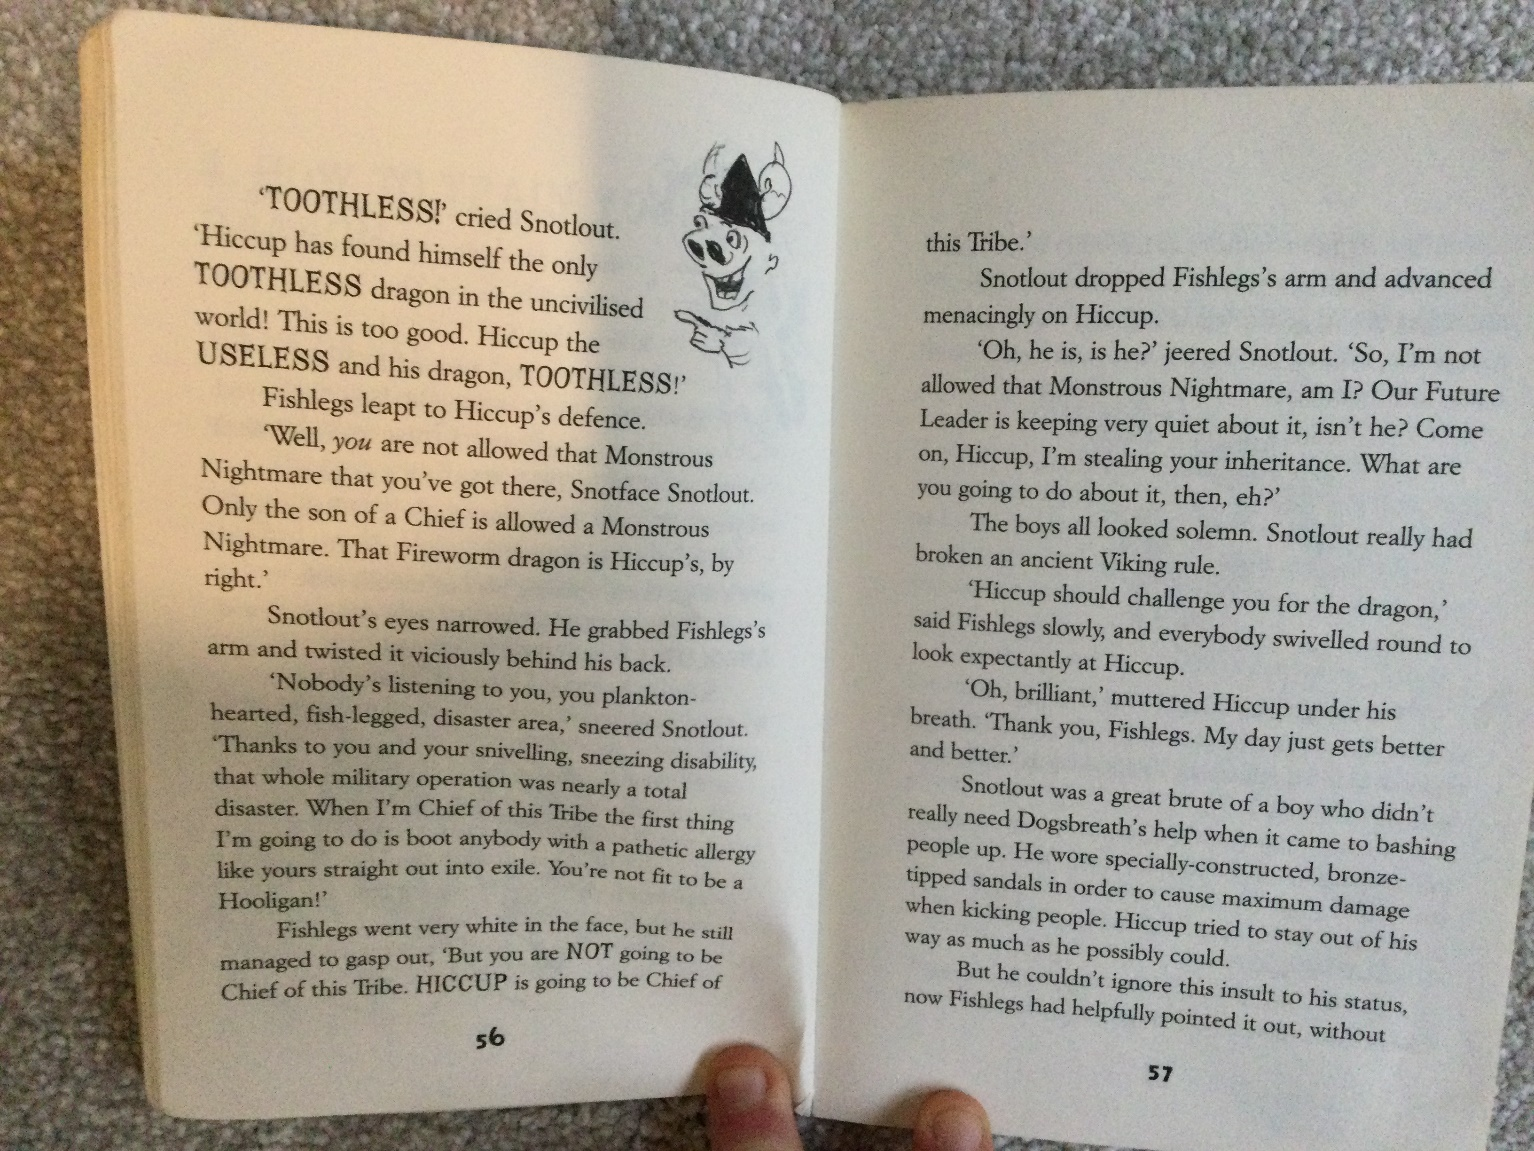 ‘TOOTHLESS!’ cried Snotlout.
‘Hiccup has found himself the only
TOOTHLESS dragon in the uncivilised
world! This is too good. Hiccup the
USELESS and his dragon, TOOTHLESS!’
Fishlegs leapt to Hiccup’s defence.
‘Well, you are not allowed that Monstrous
Nightmare that you’ve got there, Snotface Snotlout.
Only the son of a Chief is allowed a Monstrous
Nightmare. That Fireworm dragon is Hiccup’s, by
right.’
Snotlout’s eyes narrowed. He grabbed Fishlegs’s
arm and twisted it viciously behind his back.
‘Nobody’s listening to you, you plankton-
hearted, fish-legged, disaster area,’ sneered Snotlout.
‘Thanks to you and your snivelling, sneezing disability,
that whole military operation was nearly a total
disaster. When I’m Chief of this Tribe the first thing
I’m going to do is boot anybody with a pathetic allergy
like yours straight out into exile. You’re not fit to be a
Hooligan!’
Fishlegs went very white in the face, but he still
managed to gasp out, ‘But you are NOT going to be
Chief of this Tribe. HICCUP is going to be Chief of
56
this Tribe.’
Snotlout dropped Fishlegs’s arm and advanced
menacingly on Hiccup.
‘Oh, he is, is he?’ jeered Snotlout. ‘So, I’m not
allowed that Monstrous Nightmare, am I? Our Future
Leader is keeping very quiet about it, isn’t he? Come
on, Hiccup, I’m stealing your inheritance. What are
you going to do about it, then, eh?’
The boys all looked solemn. Snotlout really had
broken an ancient Viking rule.
‘Hiccup should challenge you for the dragon,’
said Fishlegs slowly, and everybody swivelled round to
look expectantly at Hiccup.
‘Oh, brilliant,’ muttered Hiccup under his
breath. ‘Thank you, Fishlegs. My day just gets better
and better.’
Snotlout was a great brute of a boy who didn’t
really need Dogsbreath’s help when it came to bashing
people up. He wore specially-constructed, bronze-
tipped sandals in order to cause maximum damage
when kicking people. Hiccup tried to stay out of his
way as much as he possibly could.
But he couldn’t ignore this insult to his status,
now Fishlegs had helpfully pointed it out, without
57